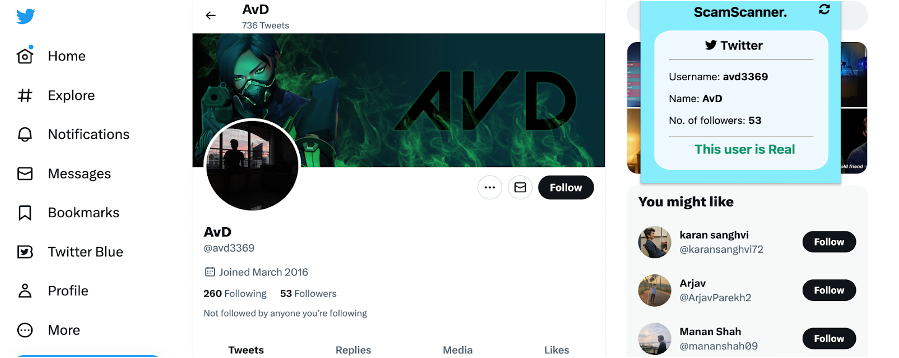 AvD
736 Tweets
Home
Explore
Notifications
Messages
Bookmarks
Twitter Blue
Profile
More
AVD
Follow
AvD
@avd3369
Joined March 2016
260 Following 53 Followers
Not followed by anyone you're following
Tweets Replies Media Likes
ScamScanner.
Twitter
Username: avd3369
Name: AvD
No. of followers: 53
This user is Real
old friend
You might like
karan sanghvi
@karansanghvi72
Follow
Arjav
@ArjavParekh2
Follow
Manan Shah
@mananshah09
Follow